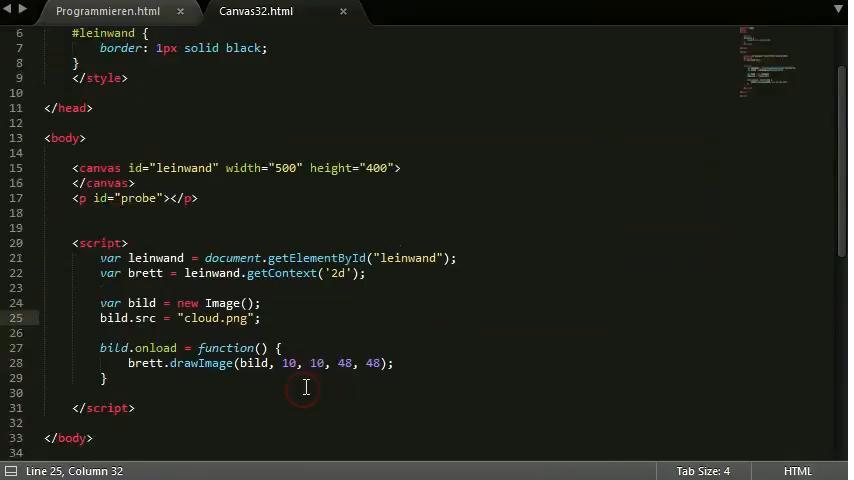 Programmieren.html × Canvas32.html ×
6 #leinwand {
7 border: 1px solid black;
8 }
9 </style>
10
11 </head>
12
13 <body>
14
15 <canvas id="leinwand" width="500" height="400">
16 </canvas>
17 <p id="probe"></p>
18
19
20 <script>
21 var leinwand = document.getElementById("leinwand");
22 var brett = leinwand.getContext('2d');
23
24 var bild = new Image();
25 bild.src = "cloud.png";
26
27 bild.onload = function() {
28 brett.drawImage(bild, 10, 10, 48, 48);
29 }
30
31 </script>
32
33 </body>
34
Line 25, Column 32 Tab Size: 4 HTML